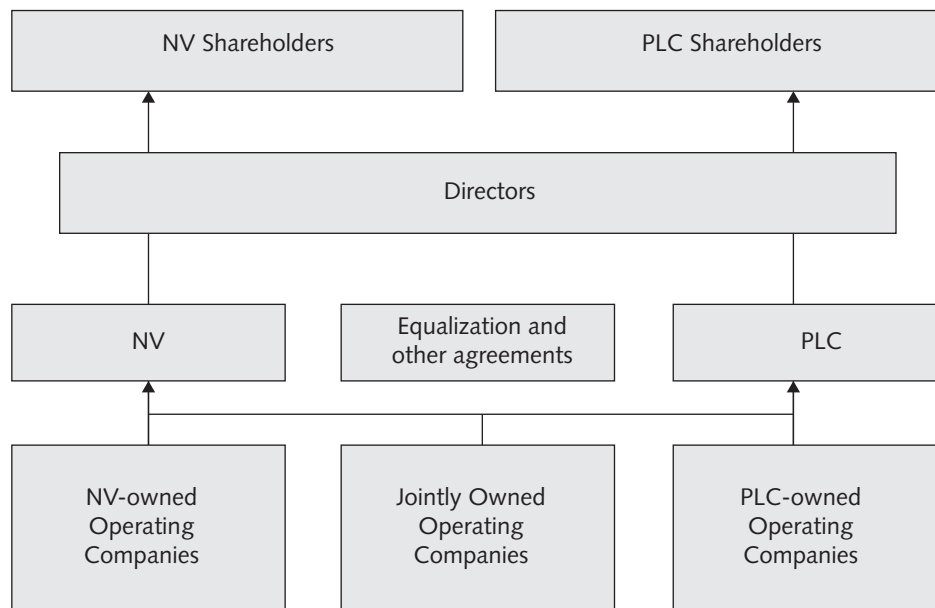 NV Shareholders
PLC Shareholders
Directors
NV
Equalization and
other agreements
PLC
NV-owned
Operating
Companies
Jointly Owned
Operating
Companies
PLC-owned
Operating
Companies